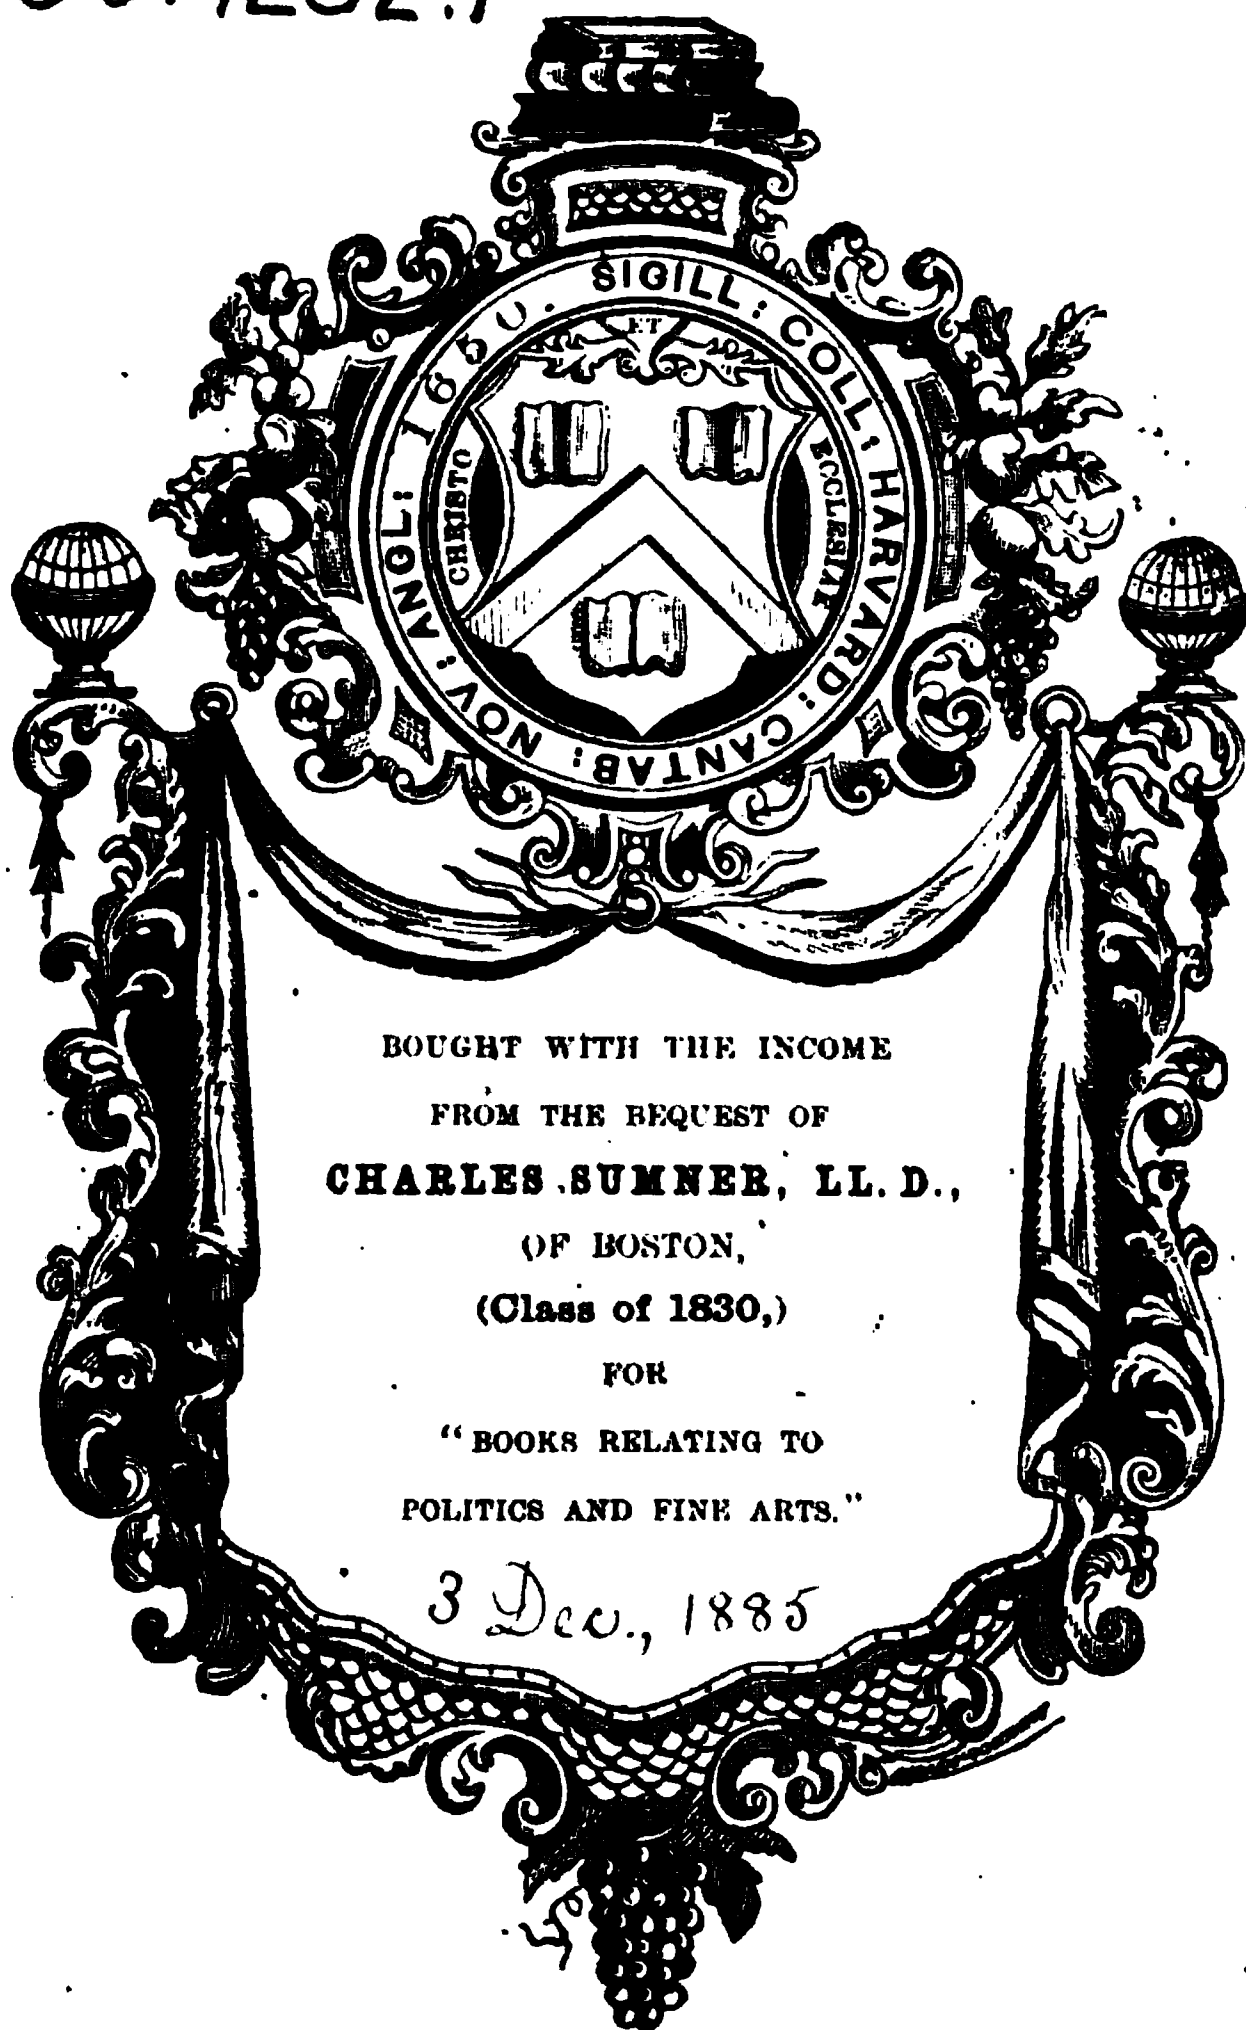 SIGILL: COLL: HARVARD: CANTAB: NOV: ANGL: 1650.
CHRISTO ET ECCLESIAE
BOUGHT WITH THE INCOME
FROM THE BEQUEST OF
CHARLES SUMNER, LL. D.,
OF BOSTON,
(Class of 1830,)
FOR
"BOOKS RELATING TO
POLITICS AND FINE ARTS."
3 Dec., 1885